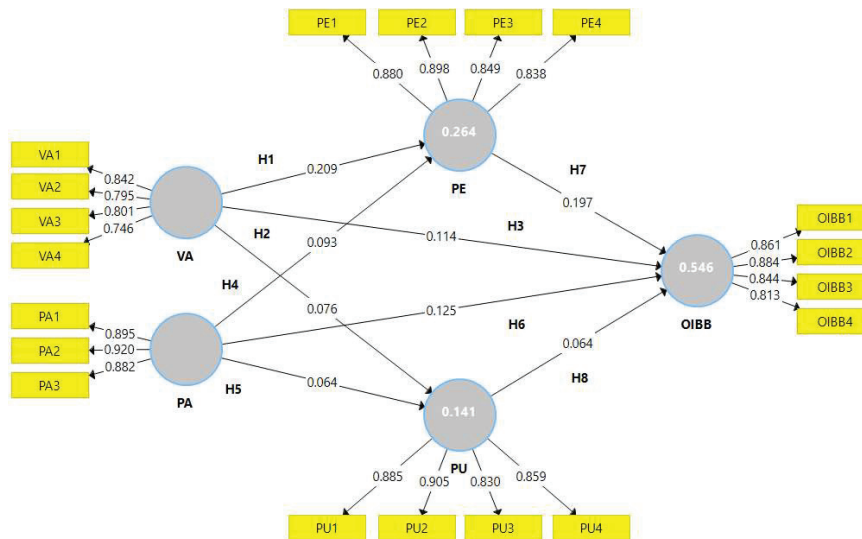 PE1 PE2 PE3 PE4
0.880 0.898 0.849 0.838
0.264
PE
H1
0.209
H7
0.197
VA1
VA2
VA3
VA4
0.842
0.795
0.801
0.746
VA
H2
0.093
0.114
H3
OIBB1
OIBB2
OIBB3
OIBB4
0.861
0.884
0.844
0.813
0.546
OIBB
H4
0.076
0.125
H6
0.064
H8
PA1
PA2
PA3
0.895
0.920
0.882
PA
H5
0.064
0.141
PU
0.885 0.905 0.830 0.859
PU1 PU2 PU3 PU4